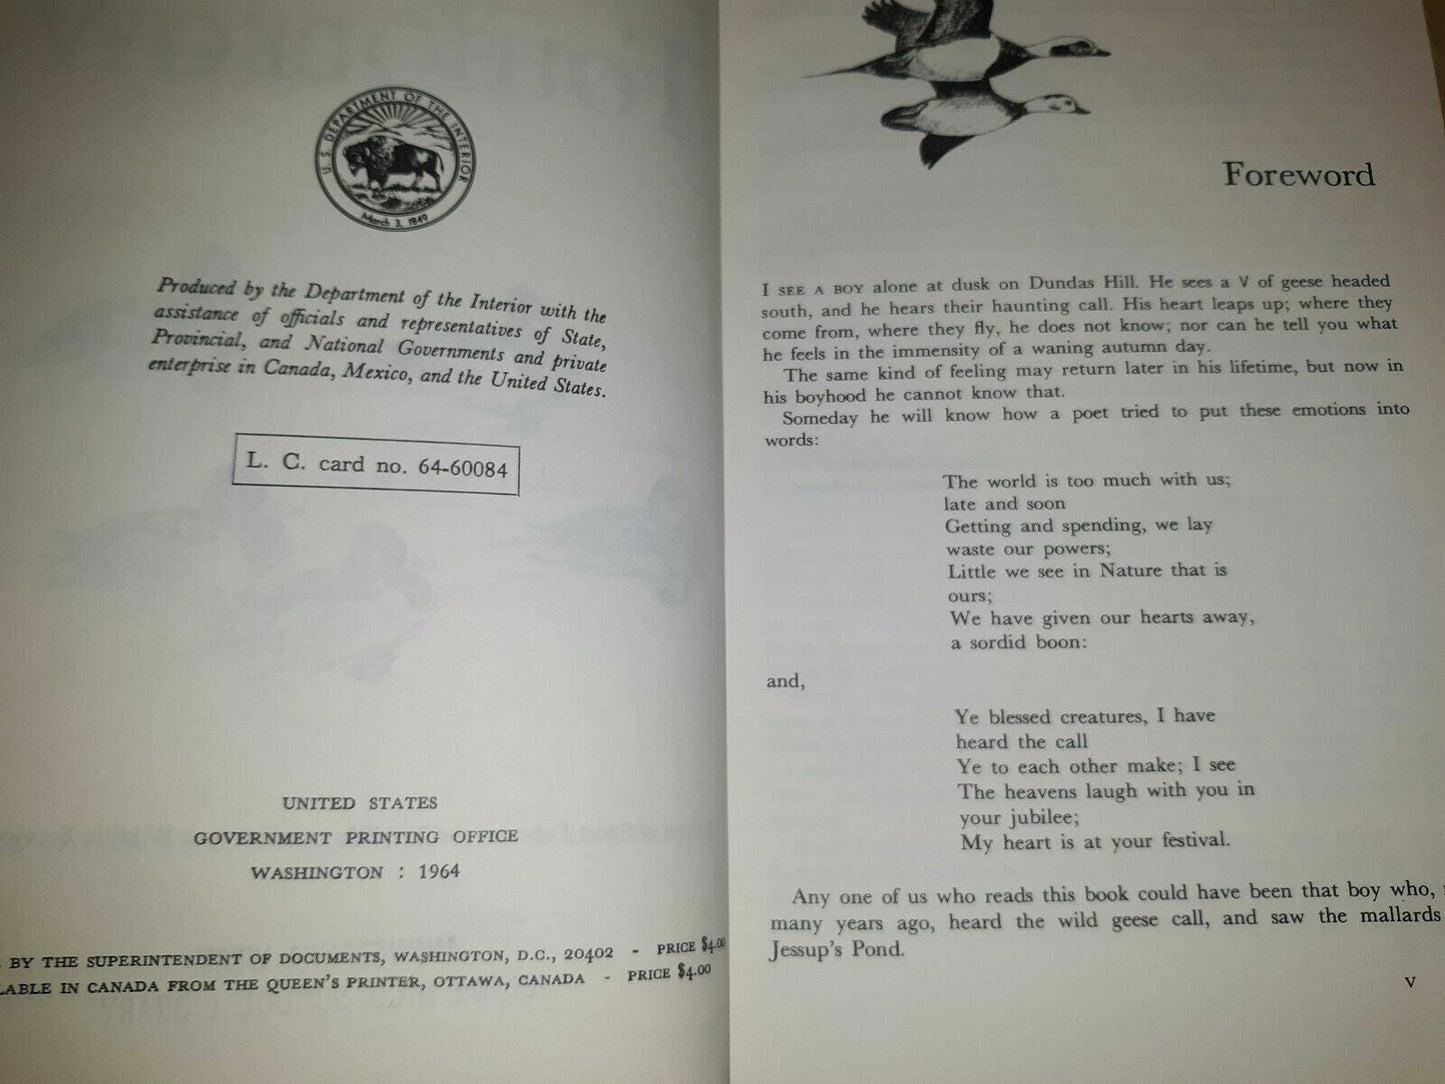 U.S. DEPARTMENT OF THE INTERIOR
March 3, 1849
Produced by the Department of the Interior with the
assistance of officials and representatives of State,
Provincial, and National Governments and private
enterprise in Canada, Mexico, and the United States.
L. C. card no. 64-60084
UNITED STATES
GOVERNMENT PRINTING OFFICE
WASHINGTON : 1964
BY THE SUPERINTENDENT OF DOCUMENTS, WASHINGTON, D.C., 20402 - PRICE $4.00
LABLE IN CANADA FROM THE QUEEN'S PRINTER, OTTAWA, CANADA - PRICE $4.00
Foreword
I SEE A BOY alone at dusk on Dundas Hill. He sees a V of geese headed
south, and he hears their haunting call. His heart leaps up; where they
come from, where they fly, he does not know; nor can he tell you what
he feels in the immensity of a waning autumn day.
The same kind of feeling may return later in his lifetime, but now in
his boyhood he cannot know that.
Someday he will know how a poet tried to put these emotions into
words:
The world is too much with us;
late and soon
Getting and spending, we lay
waste our powers;
Little we see in Nature that is
ours;
We have given our hearts away,
a sordid boon:
and,
Ye blessed creatures, I have
heard the call
Ye to each other make; I see
The heavens laugh with you in
your jubilee;
My heart is at your festival.
Any one of us who reads this book could have been that boy who,
many years ago, heard the wild geese call, and saw the mallards
Jessup's Pond.
V